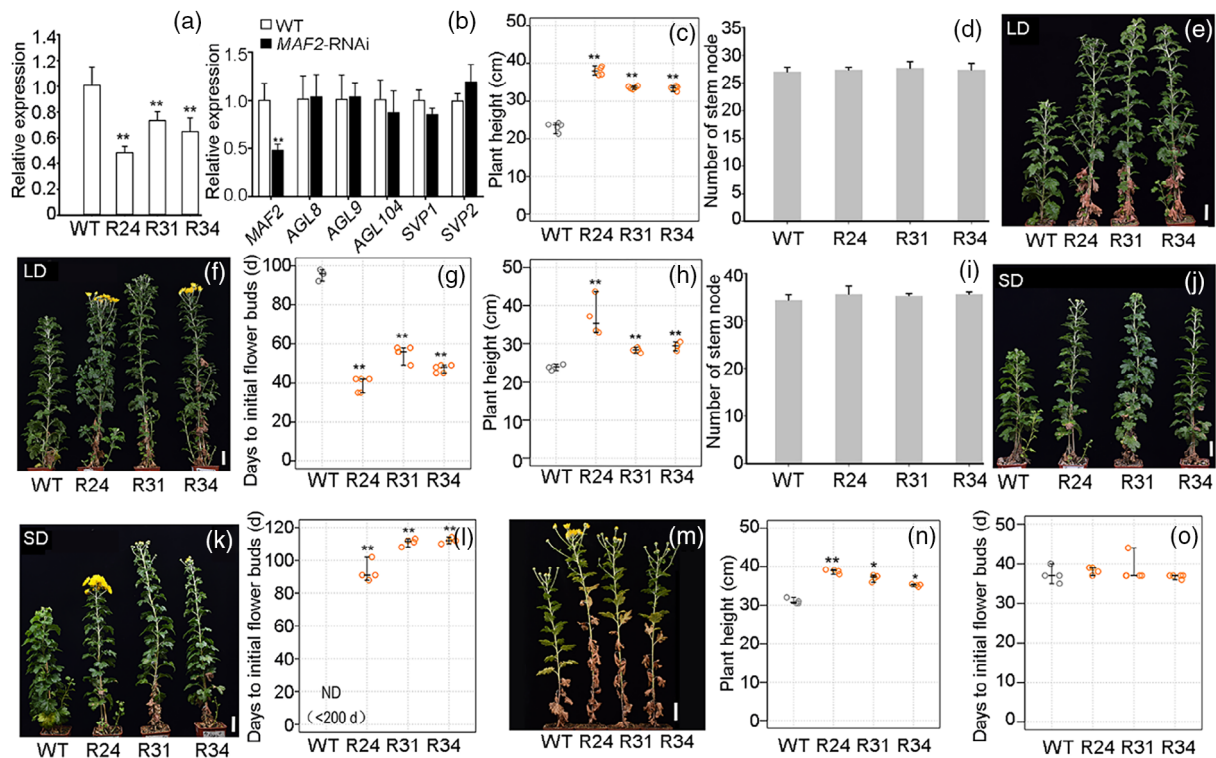 (a)
Relative expression
1.4
1.2
1.0
0.8
0.6
0.4
0.2
0
**
**
**
WT R24 R31 R34
(b)
WT
MAF2-RNAi
Relative expression
1.5
1.0
0.5
0.0
**
MAF2
AGL8
AGL9
AGL104
SVP1
SVP2
(c)
Plant height (cm)
50
40
30
20
10
0
**
**
**
WT R24 R31 R34
(d)
Number of stem node
35
30
25
20
15
10
5
0
WT R24 R31 R34
LD
(e)
WT R24 R31 R34
LD
(f)
WT R24 R31 R34
(g)
Days to initial flower buds (d)
100
80
60
40
20
0
**
**
**
WT R24 R31 R34
(h)
Plant height (cm)
50
40
30
20
10
0
**
**
**
WT R24 R31 R34
(i)
Number of stem node
40
30
20
10
0
WT R24 R31 R34
SD
(j)
WT R24 R31 R34
SD
(k)
WT R24 R31 R34
(l)
Days to initial flower buds (d)
120
100
80
60
40
20
0
**
**
**
ND
(<200 d)
WT R24 R31 R34
(m)
WT R24 R31 R34
(n)
Plant height (cm)
50
40
30
20
10
0
**
*
*
WT R24 R31 R34
(o)
Days to initial flower buds (d)
50
40
30
20
10
0
WT R24 R31 R34